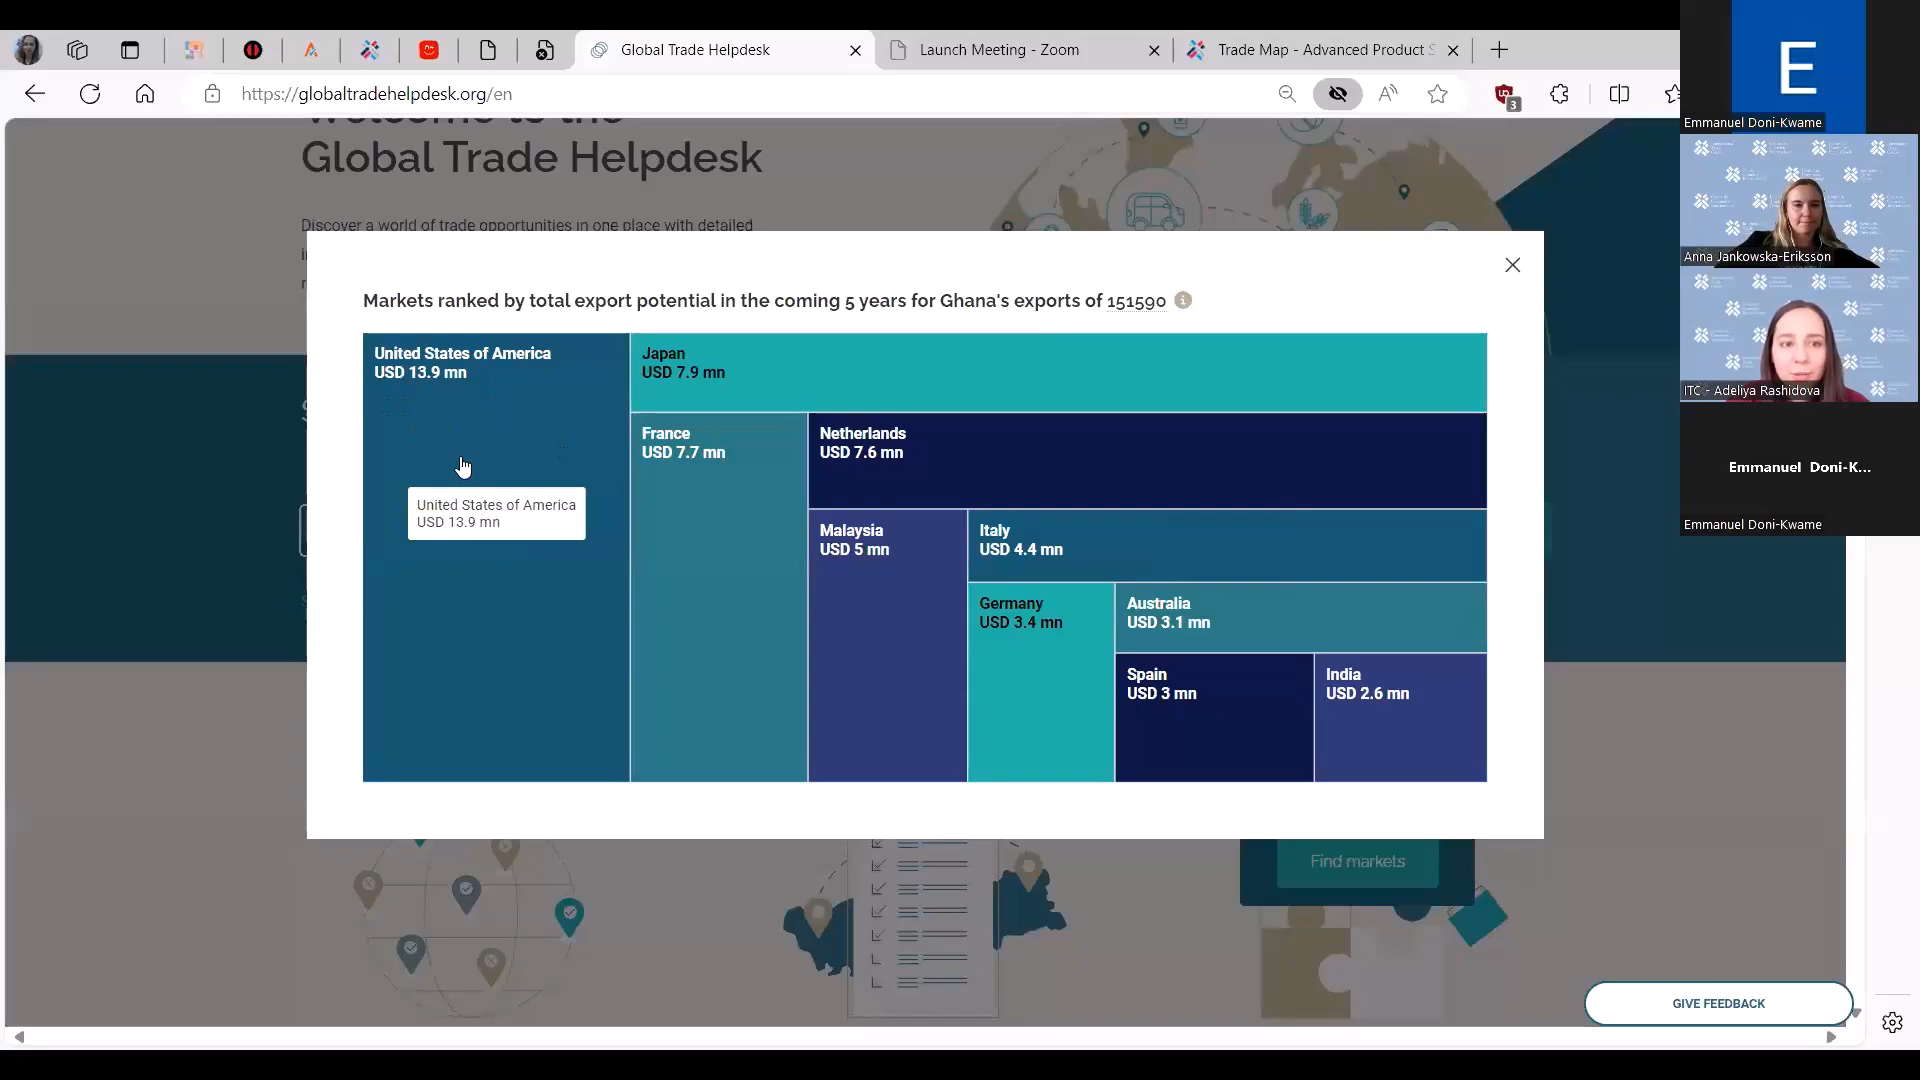 Global Trade Helpdesk
Launch Meeting - Zoom
Trade Map - Advanced Product S
https://globaltradehelpdesk.org/en
3
Welcome to the
Global Trade Helpdesk
Discover a world of trade opportunities in one place with detailed
Markets ranked by total export potential in the coming 5 years for Ghana's exports of 151590
United States of America
USD 13.9 mn
Japan
USD 7.9 mn
France
USD 7.7 mn
Netherlands
USD 7.6 mn
United States of America
USD 13.9 mn
Malaysia
USD 5 mn
Italy
USD 4.4 mn
Germany
USD 3.4 mn
Australia
USD 3.1 mn
Spain
USD 3 mn
India
USD 2.6 mn
Find markets
GIVE FEEDBACK
E
Emmanuel Doni-Kwame
Anna Jankowska-Eriksson
ITC - Adeliya Rashidova
Emmanuel Doni-K...
Emmanuel Doni-Kwame